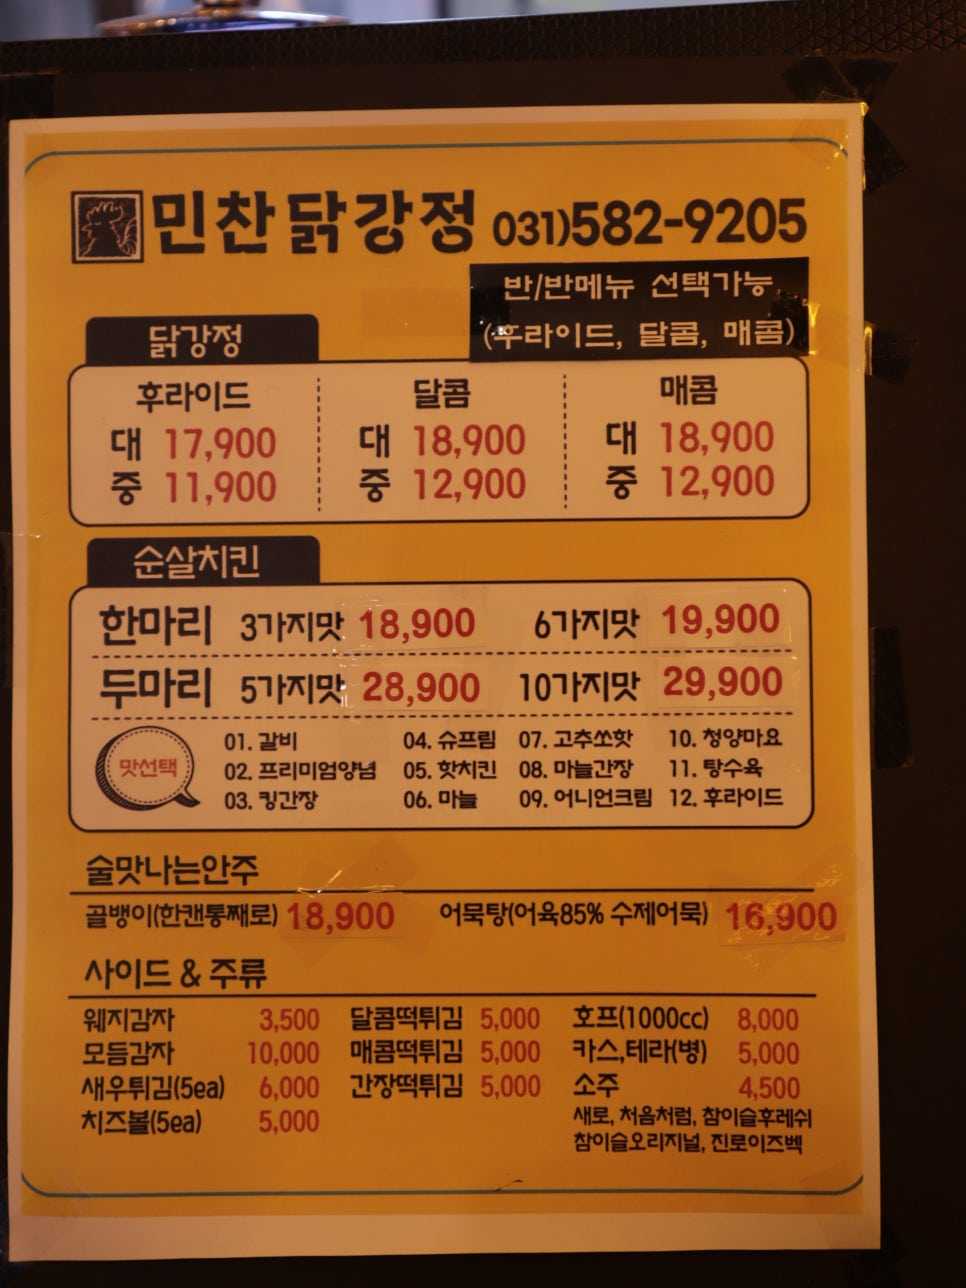 민찬닭강정 031)582-9205
반/반메뉴 선택가능
(후라이드, 달콤, 매콤)
닭강정
후라이드 달콤 매콤
대 17,900 대 18,900 대 18,900
중 11,900 중 12,900 중 12,900
순살치킨
한마리 3가지맛 18,900 6가지맛 19,900
두마리 5가지맛 28,900 10가지맛 29,900
맛선택
01. 갈비 04. 슈프림 07. 고추쏘핫 10. 청양마요
02. 프리미엄양념 05. 핫치킨 08. 마늘간장 11. 탕수육
03. 킹간장 06. 마늘 09. 어니언크림 12. 후라이드
술맛나는안주
골뱅이(한캔통째로) 18,900 어묵탕(어육85% 수제어묵) 16,900
사이드 & 주류
웨지감자 3,500 달콤떡튀김 5,000 호프(1000cc) 8,000
모듬감자 10,000 매콤떡튀김 5,000 카스,테라(병) 5,000
새우튀김(5ea) 6,000 간장떡튀김 5,000 소주 4,500
치즈볼(5ea) 5,000 새로, 처음처럼, 참이슬후레쉬
참이슬오리지널, 진로이즈벡